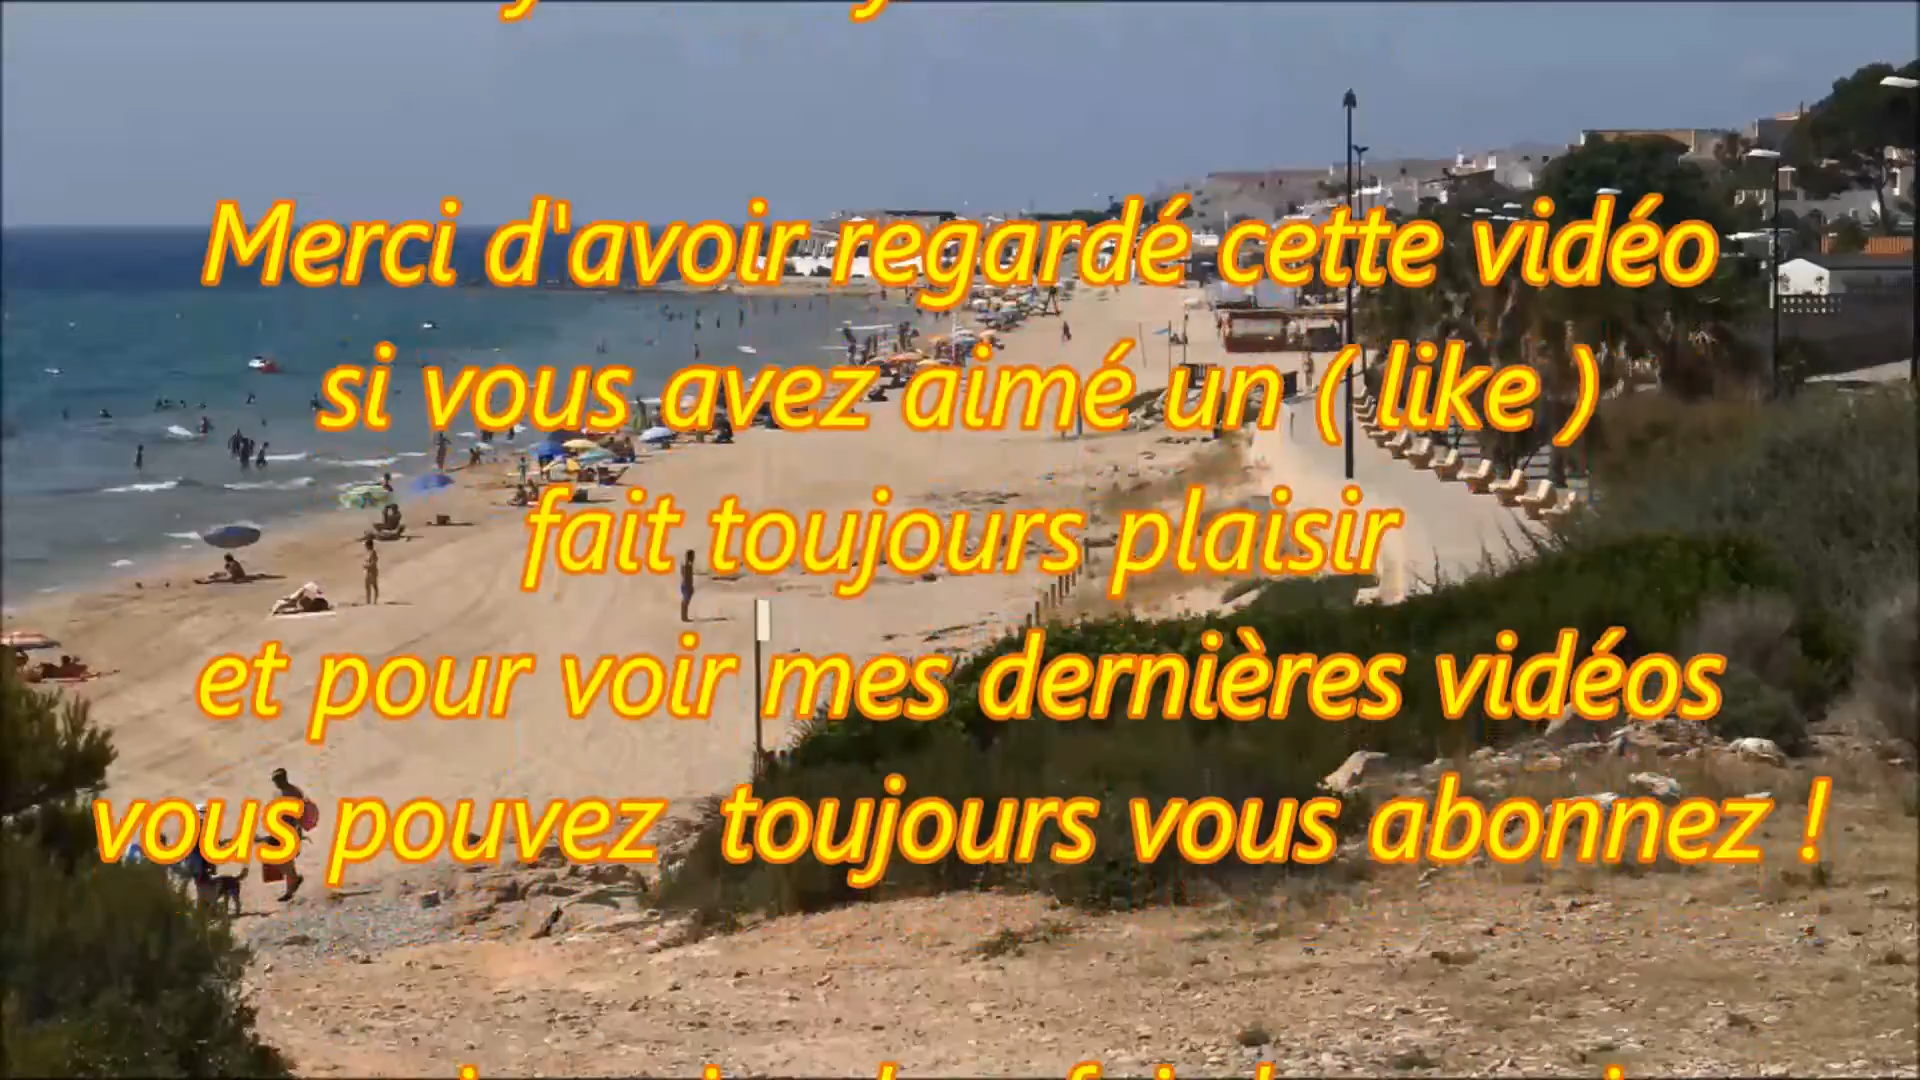 Merci d'avoir regardé cette vidéo
si vous avez aimé un ( like )
fait toujours plaisir
et pour voir mes dernières vidéos
vous pouvez  toujours vous abonnez !